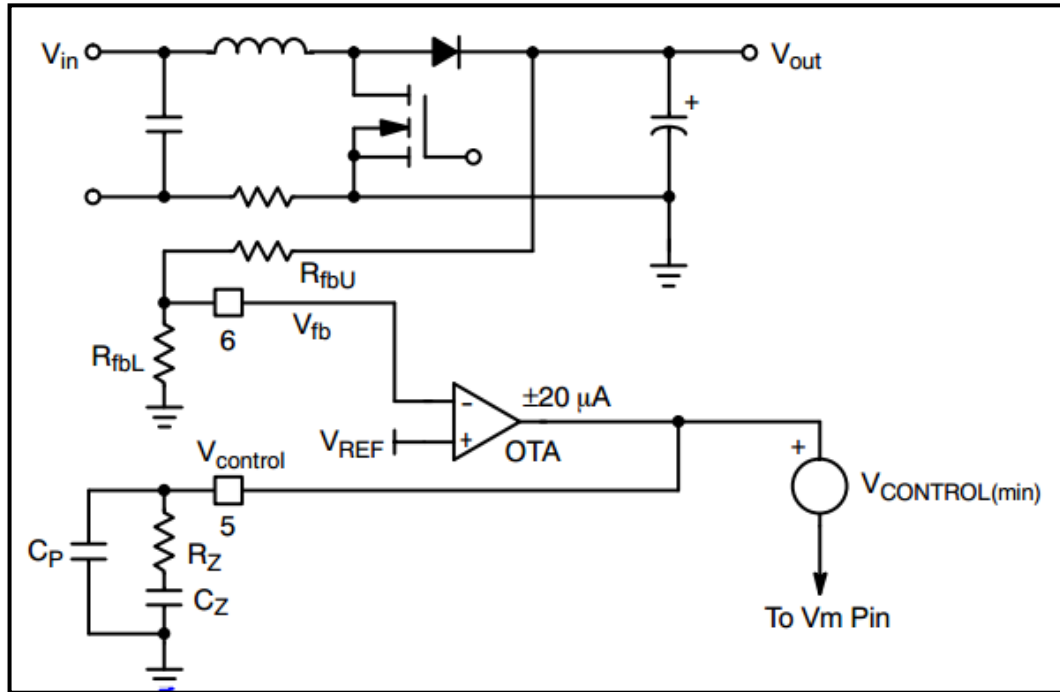 Vin
Vout
RfbU
6
Vfb
RfbL
±20 μA
VREF
OTA
Vcontrol
5
VCONTROL(min)
CP
RZ
CZ
To Vm Pin